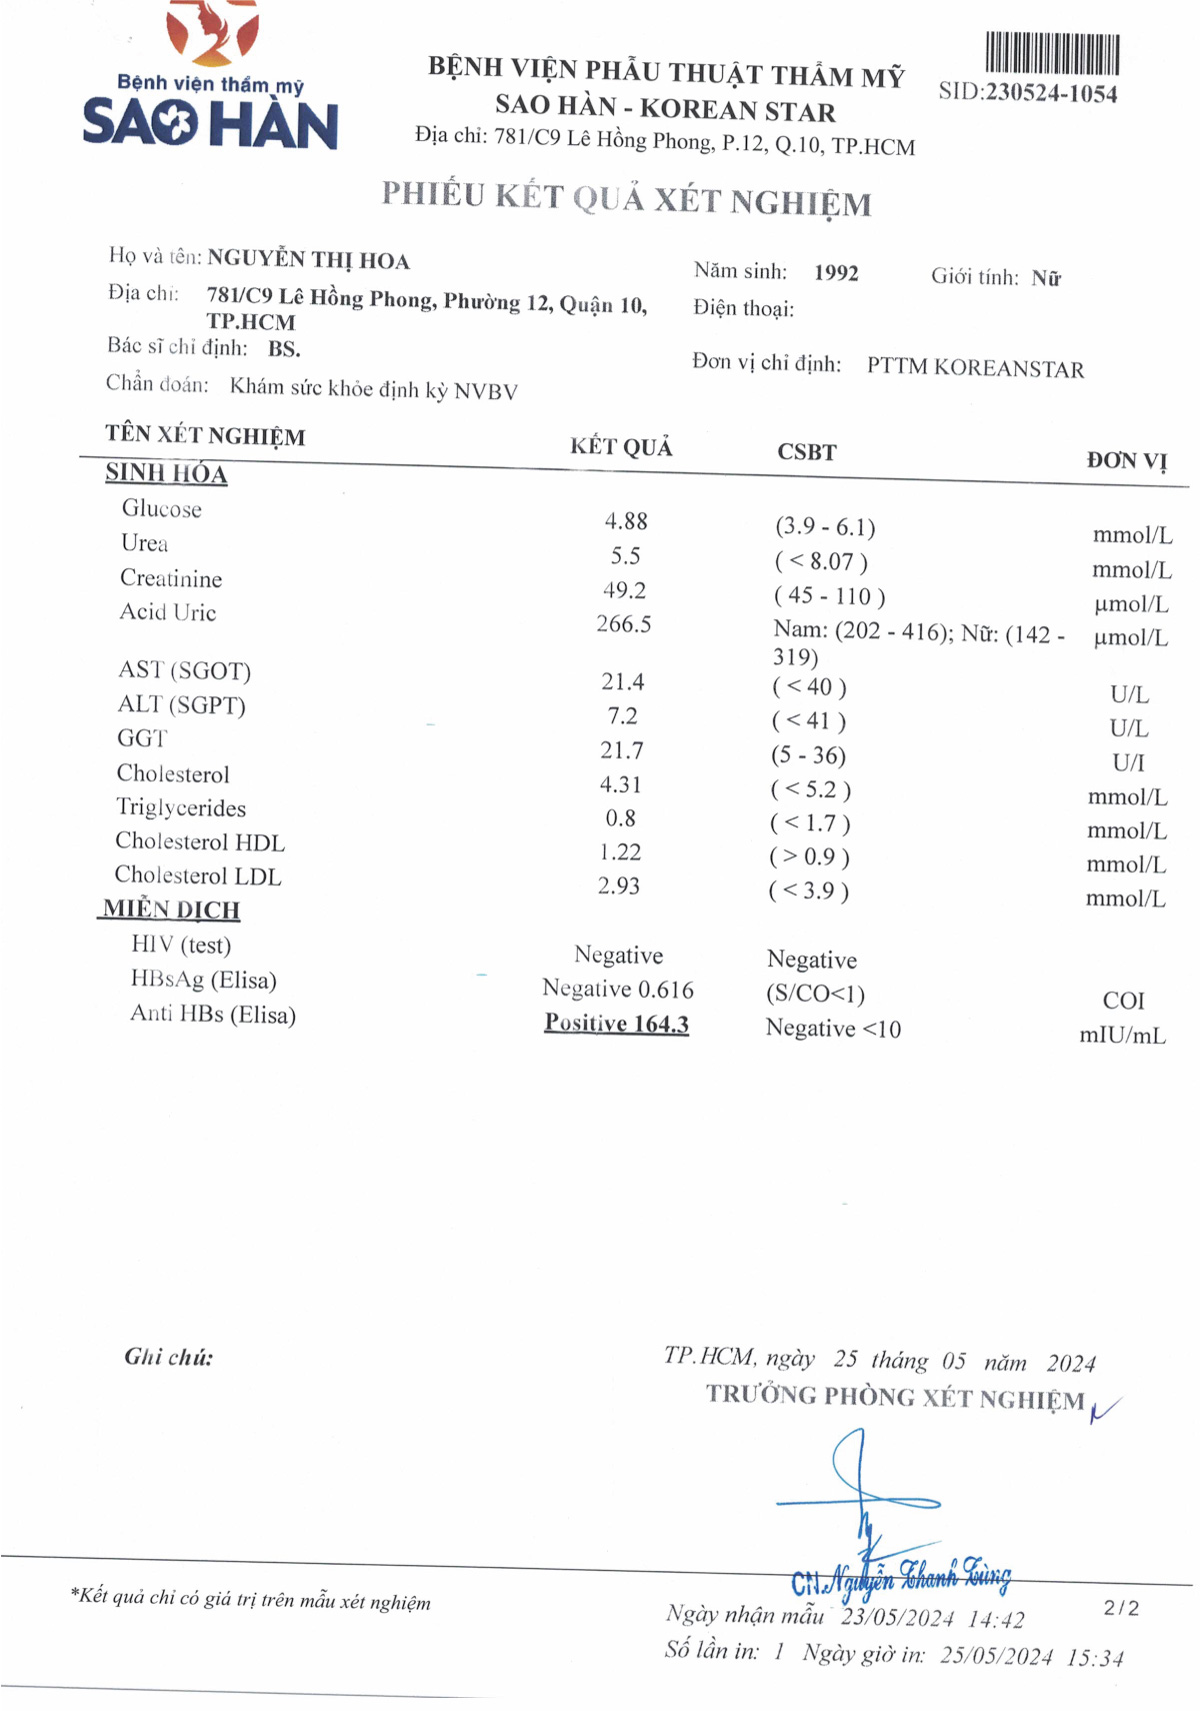 Bệnh viện thẩm mỹ
SAO HÀN
BỆNH VIỆN PHẪU THUẬT THẨM MỸ
SAO HÀN - KOREAN STAR
Địa chỉ: 781/C9 Lê Hồng Phong, P.12, Q.10, TP.HCM
SID:230524-1054
PHIẾU KẾT QUẢ XÉT NGHIỆM
Họ và tên: NGUYỄN THỊ HOA Năm sinh: 1992 Giới tính: Nữ
Địa chỉ: 781/C9 Lê Hồng Phong, Phường 12, Quận 10, Điện thoại:
TP.HCM
Bác sĩ chỉ định: BS. Đơn vị chỉ định: PTTM KOREANSTAR
Chẩn đoán: Khám sức khỏe định kỳ NVBV
TÊN XÉT NGHIỆM KẾT QUẢ CSBT ĐƠN VỊ
SINH HÓA
Glucose 4.88 (3.9 - 6.1) mmol/L
Urea 5.5 ( < 8.07 ) mmol/L
Creatinine 49.2 ( 45 - 110 ) µmol/L
Acid Uric 266.5 Nam: (202 - 416); Nữ: (142 - µmol/L
319)
AST (SGOT) 21.4 ( < 40 ) U/L
ALT (SGPT) 7.2 ( < 41 ) U/L
GGT 21.7 (5 - 36) U/I
Cholesterol 4.31 ( < 5.2 ) mmol/L
Triglycerides 0.8 ( < 1.7 ) mmol/L
Cholesterol HDL 1.22 ( > 0.9 ) mmol/L
Cholesterol LDL 2.93 ( < 3.9 ) mmol/L
MIỄN DỊCH
HIV (test) Negative Negative
HBsAg (Elisa) Negative 0.616 (S/CO<1) COI
Anti HBs (Elisa) Positive 164.3 Negative <10 mIU/mL
Ghi chú:
TP.HCM, ngày 25 tháng 05 năm 2024
TRƯỞNG PHÒNG XÉT NGHIỆM
CN.Nguyễn Thanh Tùng
*Kết quả chỉ có giá trị trên mẫu xét nghiệm
Ngày nhận mẫu 23/05/2024 14:42
2/2
Số lần in: 1 Ngày giờ in: 25/05/2024 15:34